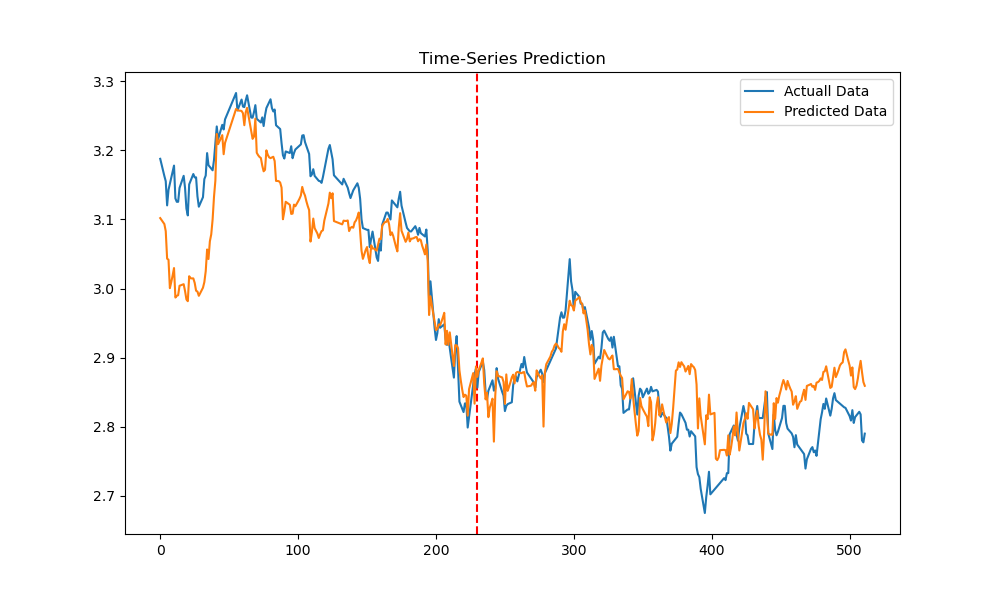 Time-Series Prediction
Actuall Data
Predicted Data
3.3
3.2
3.1
3.0
2.9
2.8
2.7
0 100 200 300 400 500